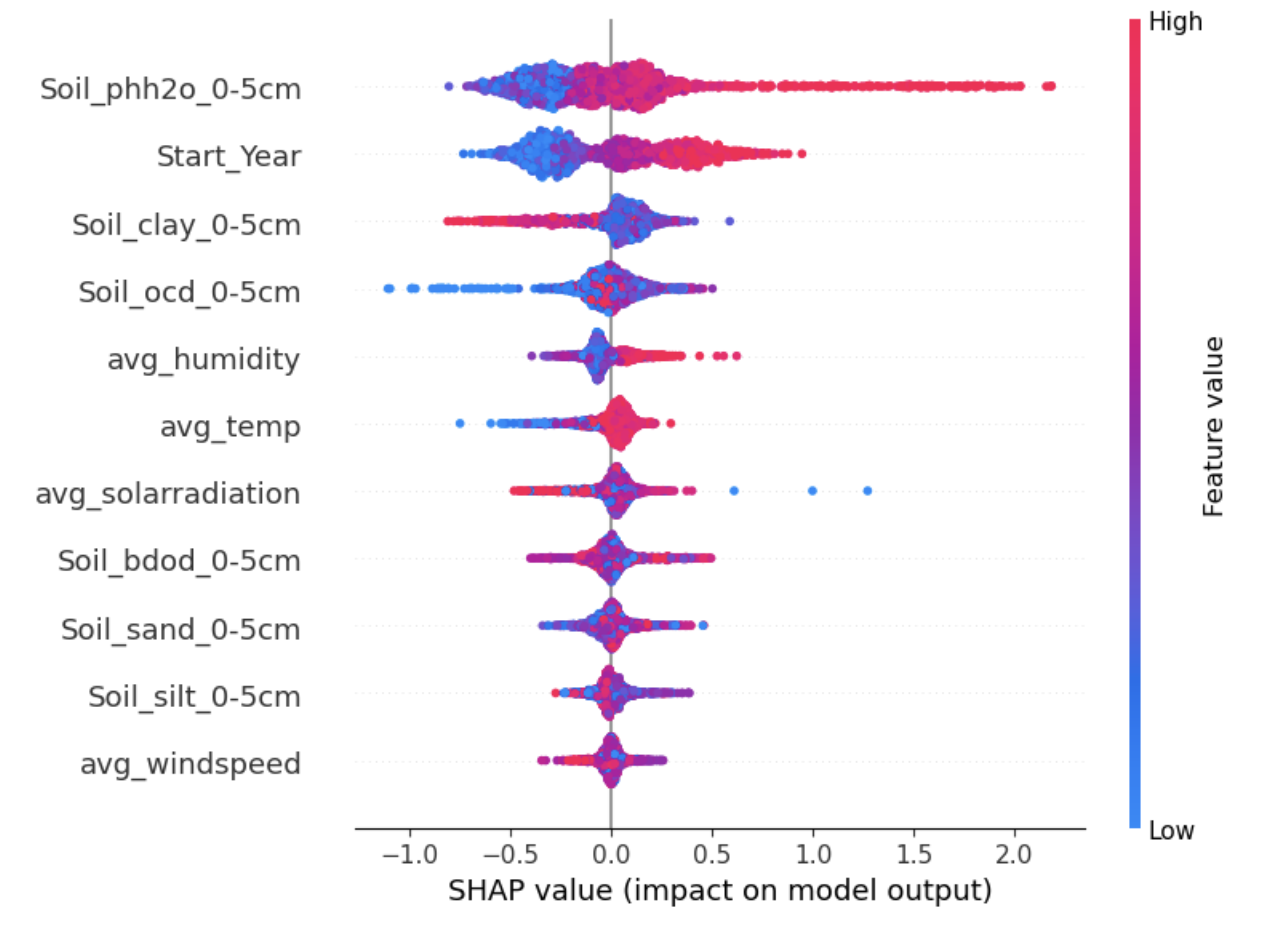 High
Soil_phh2o_0-5cm
Start_Year
Soil_clay_0-5cm
Soil_ocd_0-5cm
avg_humidity
avg_temp
avg_solarradiation
Soil_bdod_0-5cm
Soil_sand_0-5cm
Soil_silt_0-5cm
avg_windspeed
Feature value
Low
−1.0 −0.5 0.0 0.5 1.0 1.5 2.0
SHAP value (impact on model output)